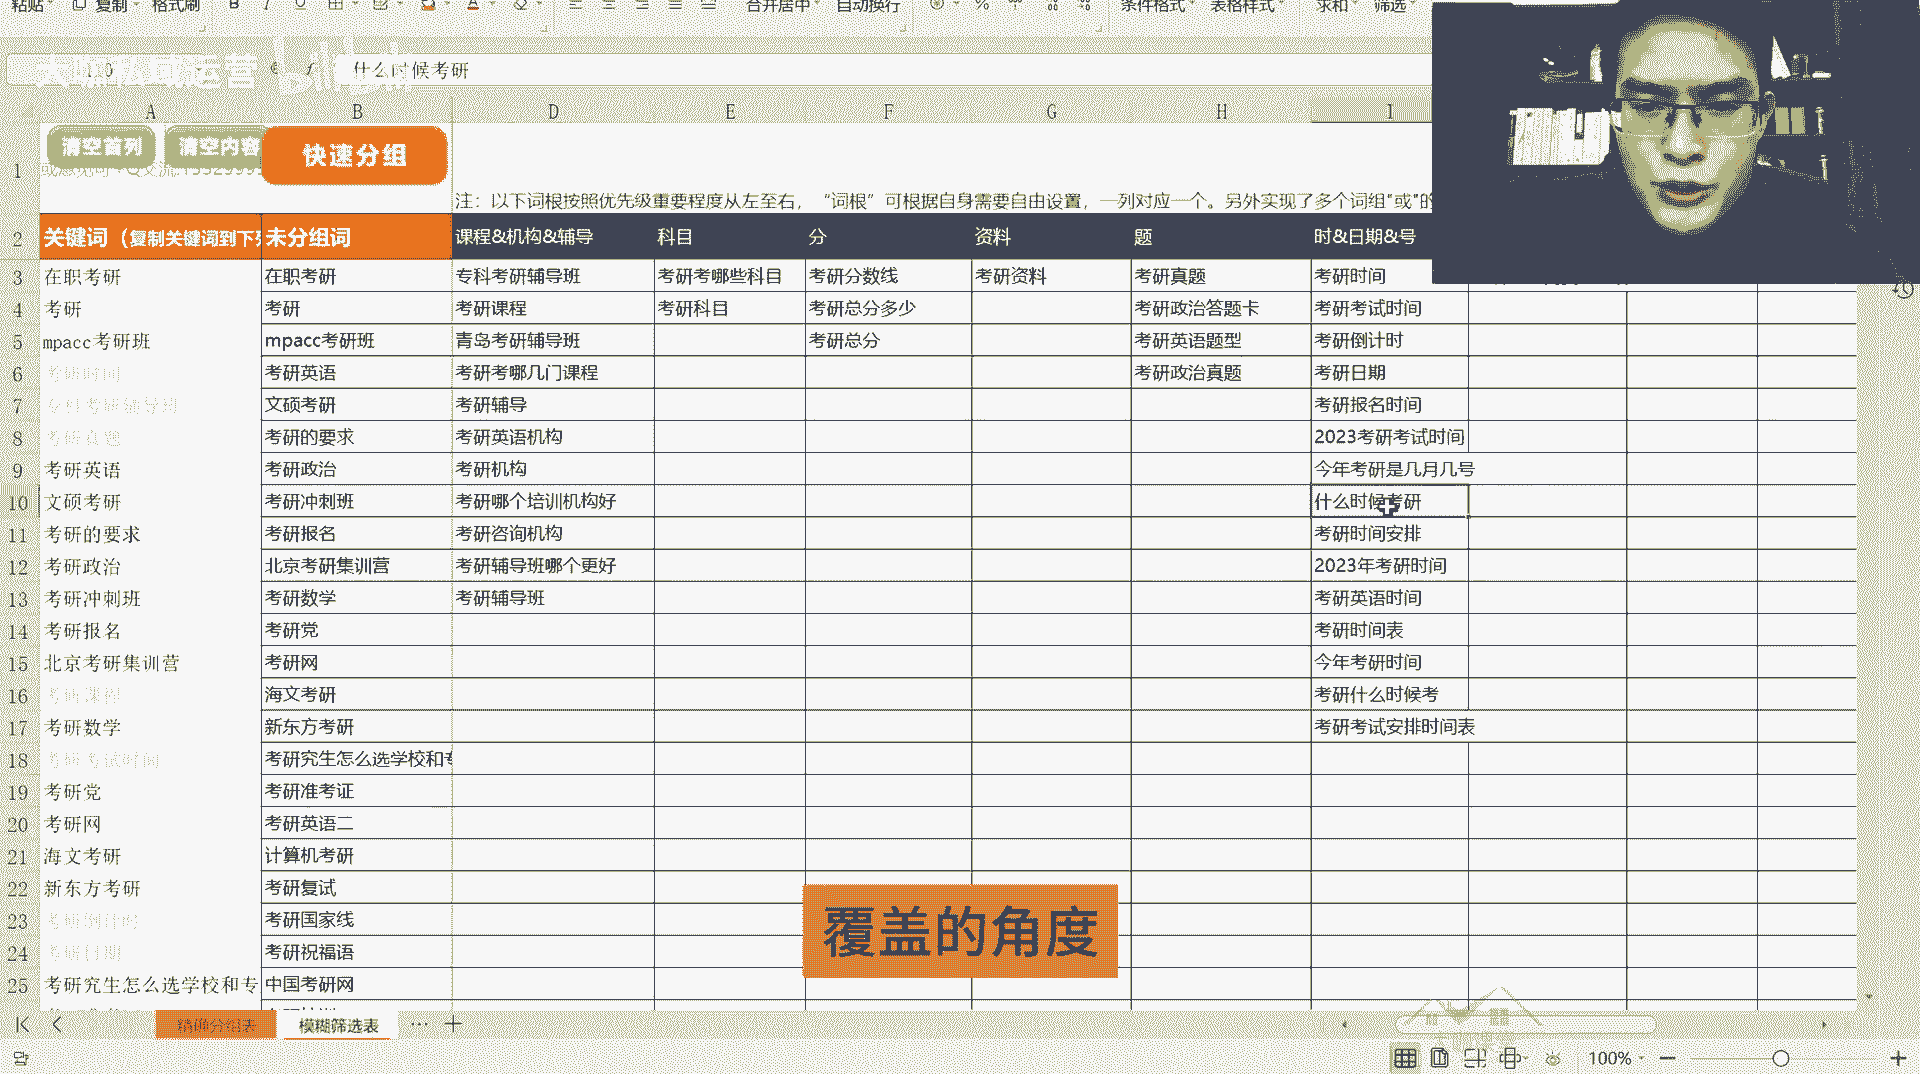 粘贴 复制 格式刷 B I U 合并居中 自动换行 % 条件格式 表格样式 求和 筛选
什么时候考研
A B D E F G H I
清空首列 清空内容 快速分组
1
注：以下词根按照优先级重要程度从左至右，“词根”可根据自身需要自由设置，一列对应一个。另外实现了多个词组“或”的
2 关键词（复制关键词到下列 未分组词 课程&机构&辅导 科目 分 资料 题 时&日期&号
3 在职考研 在职考研 专科考研辅导班 考研考哪些科目 考研分数线 考研资料 考研真题 考研时间
4 考研 考研 考研课程 考研科目 考研总分多少 考研政治答题卡 考研考试时间
5 mpacc考研班 mpacc考研班 青岛考研辅导班 考研总分 考研英语题型 考研倒计时
6 考研时间 考研英语 考研考哪几门课程 考研政治真题 考研日期
7 专科考研辅导班 文硕考研 考研辅导 考研报名时间
8 考研真题 考研的要求 考研英语机构 2023考研考试时间
9 考研英语 考研政治 考研机构 今年考研是几月几号
10 文硕考研 考研冲刺班 考研哪个培训机构好 什么时候考研
11 考研的要求 考研报名 考研咨询机构 考研时间安排
12 考研政治 北京考研集训营 考研辅导班哪个更好 2023年考研时间
13 考研冲刺班 考研数学 考研辅导班 考研英语时间
14 考研报名 考研党 考研时间表
15 北京考研集训营 考研网 今年考研时间
16 考研课程 海文考研 考研什么时候考
17 考研数学 新东方考研 考研考试安排时间表
18 考研考试时间 考研究生怎么选学校和专
19 考研党 考研准考证
20 考研网 考研英语二
21 海文考研 计算机考研
22 新东方考研 考研复试
23 考研倒计时 考研国家线
24 考研日期 考研祝福语
25 考研究生怎么选学校和专 中国考研网
覆盖的角度
精确分组表 模糊筛选表 ··· +
100%